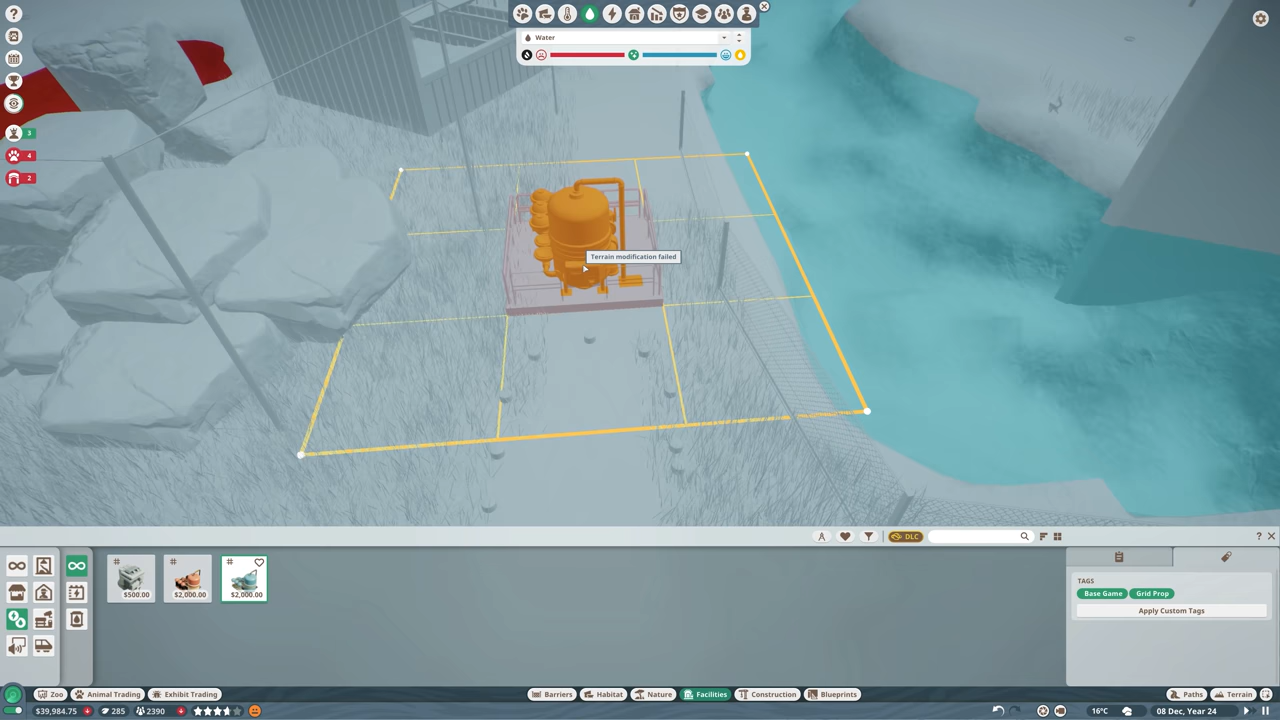 Water
3
4
2
Terrain modification failed
DLC
$500.00
$2,000.00
$2,000.00
TAGS
Base Game
Grid Prop
Apply Custom Tags
Zoo
Animal Trading
Exhibit Trading
Barriers
Habitat
Nature
Facilities
Construction
Blueprints
Paths
Terrain
$39,984.75
285
2390
16°C
08 Dec, Year 24